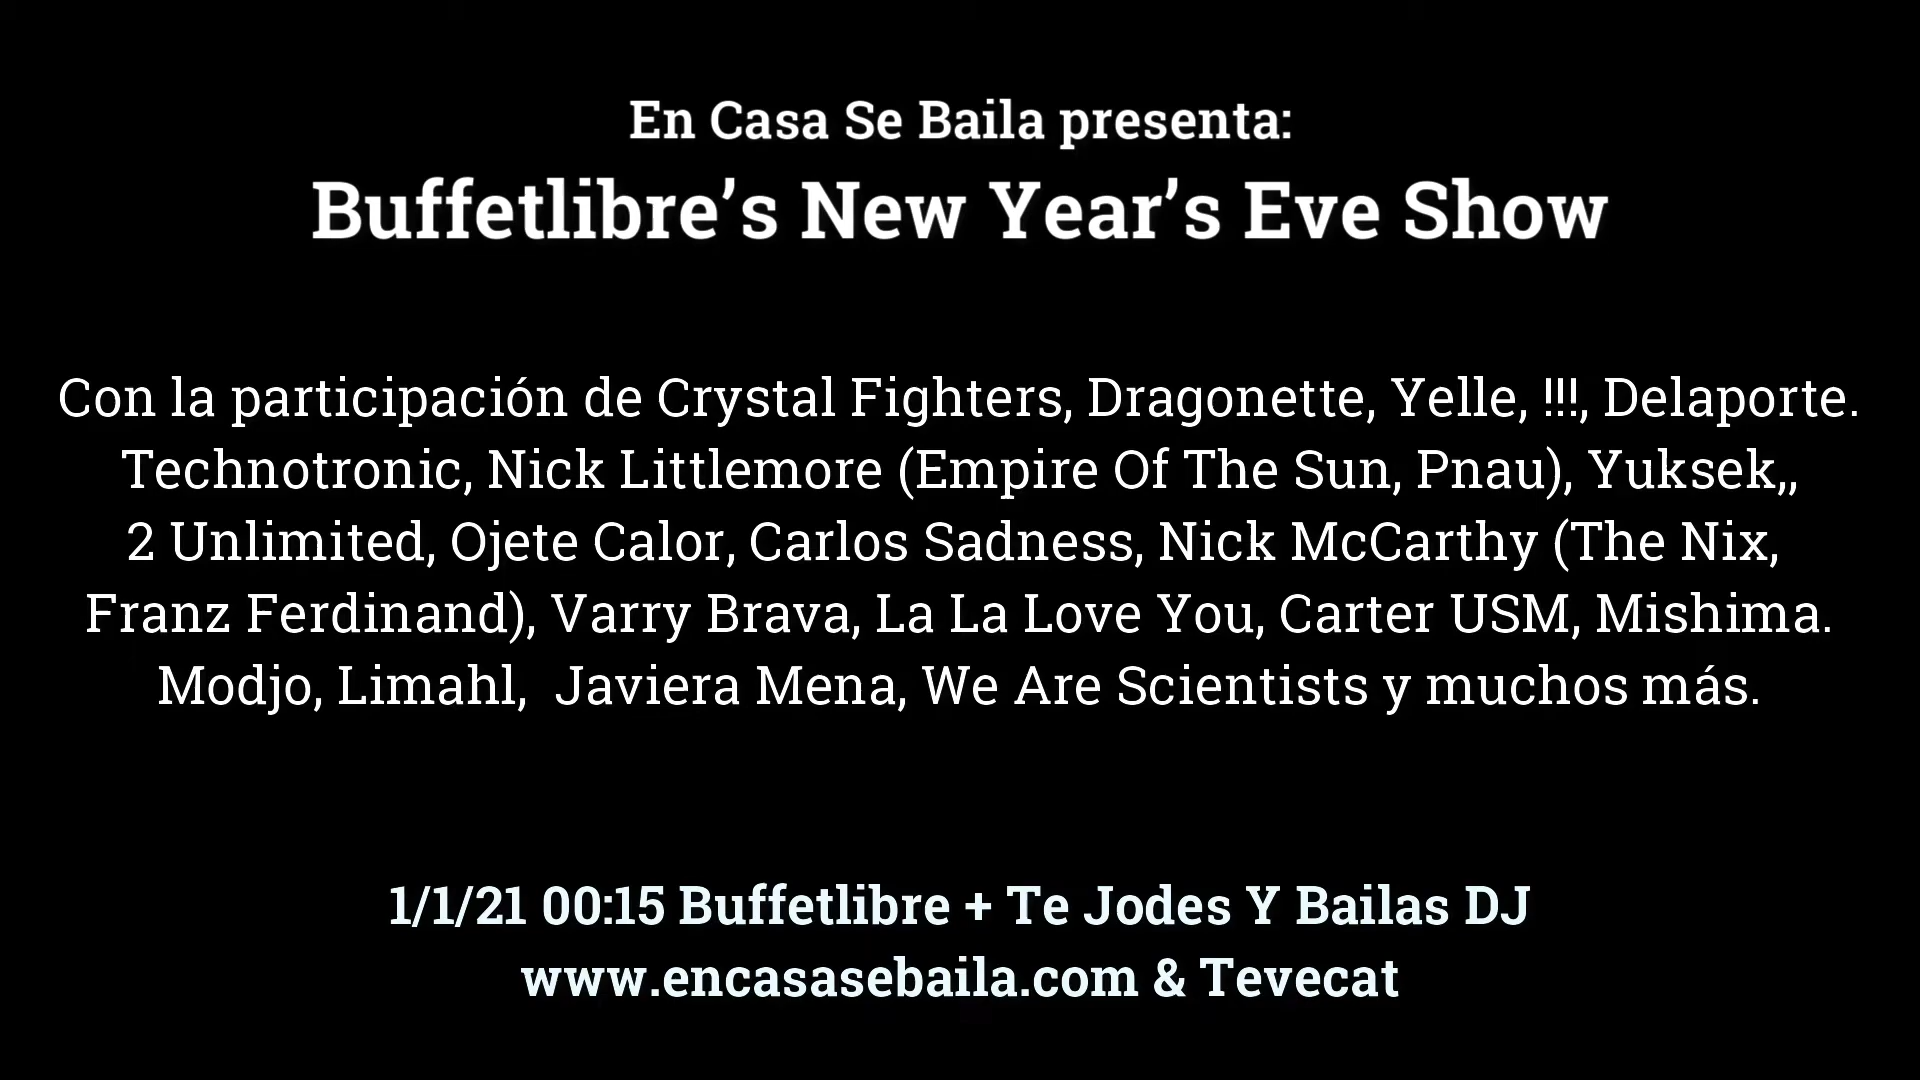 En Casa Se Baila presenta:
Buffetlibre’s New Year’s Eve Show
Con la participación de Crystal Fighters, Dragonette, Yelle, !!!, Delaporte.
Technotronic, Nick Littlemore (Empire Of The Sun, Pnau), Yuksek,,
2 Unlimited, Ojete Calor, Carlos Sadness, Nick McCarthy (The Nix,
Franz Ferdinand), Varry Brava, La La Love You, Carter USM, Mishima.
Modjo, Limahl,  Javiera Mena, We Are Scientists y muchos más.
1/1/21 00:15 Buffetlibre + Te Jodes Y Bailas DJ
www.encasasebaila.com & Tevecat